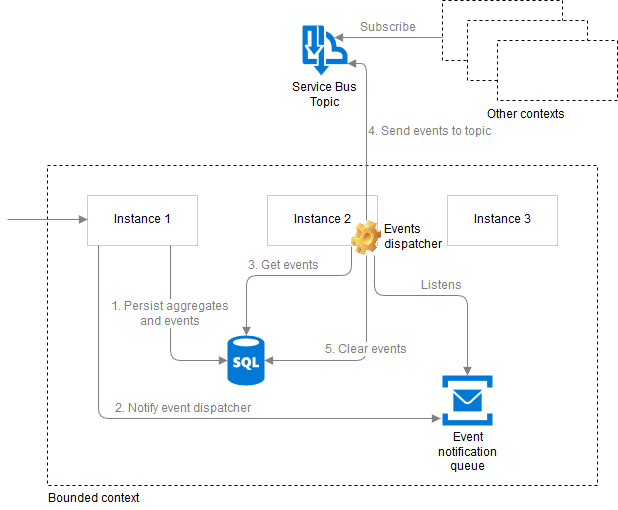 Subscribe
Service Bus
Topic
Other contexts
4. Send events to topic
Instance 1
Instance 2
Instance 3
Events
dispatcher
3. Get events
Listens
1. Persist aggregates
and events
SQL
5. Clear events
2. Notify event dispatcher
Event
notification
queue
Bounded context